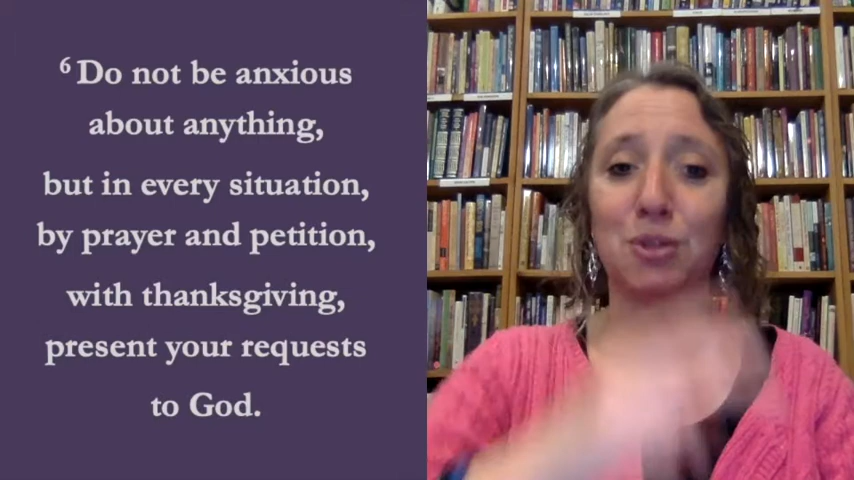 6 Do not be anxious
about anything,
but in every situation,
by prayer and petition,
with thanksgiving,
present your requests
to God.